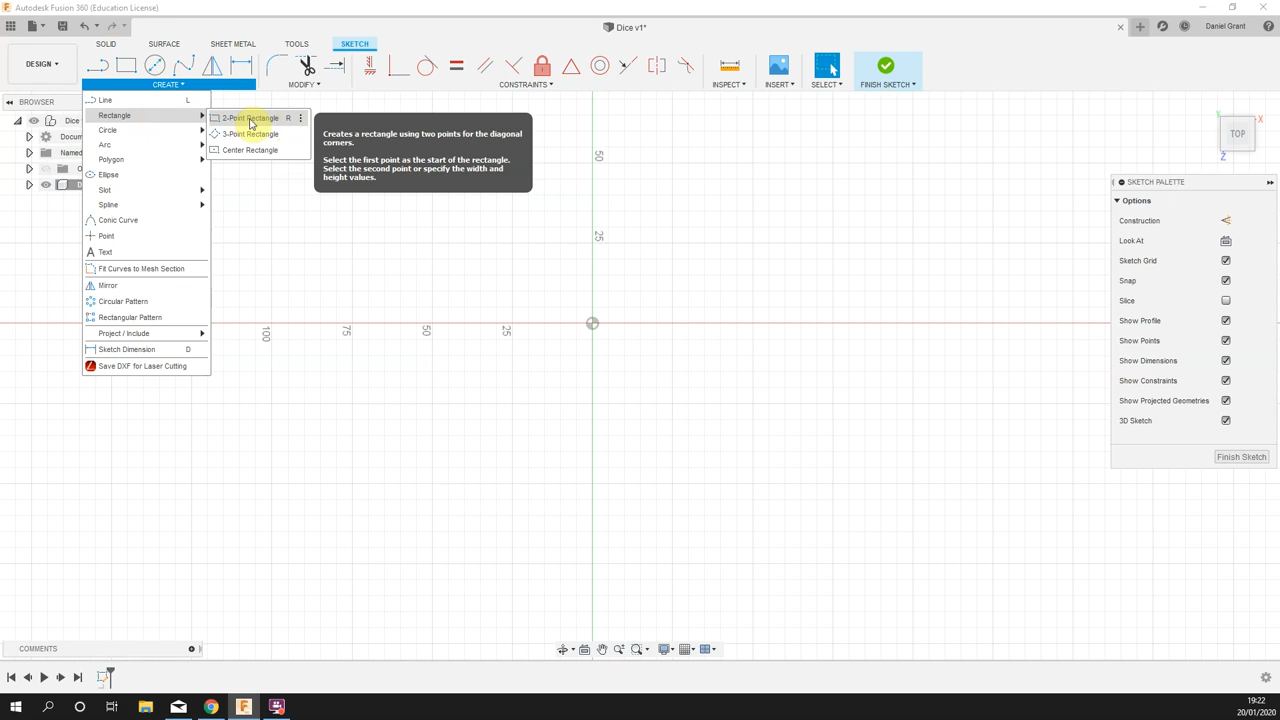 Autodesk Fusion 360 (Education License)
Dice v1*
Daniel Grant
DESIGN
SOLID
SURFACE
SHEET METAL
TOOLS
SKETCH
CREATE
MODIFY
CONSTRAINTS
INSPECT
INSERT
SELECT
FINISH SKETCH
BROWSER
Dice
Docum
Named
O
D
Line L
Rectangle
Circle
Arc
Polygon
Ellipse
Slot
Spline
Conic Curve
Point
Text
Fit Curves to Mesh Section
Mirror
Circular Pattern
Rectangular Pattern
Project / Include
Sketch Dimension D
Save DXF for Laser Cutting
2-Point Rectangle R
3-Point Rectangle
Center Rectangle
Creates a rectangle using two points for the diagonal
corners.
Select the first point as the start of the rectangle.
Select the second point or specify the width and
height values.
50
25
100
75
50
25
Y
X
TOP
Z
SKETCH PALETTE
Options
Construction
Look At
Sketch Grid
Snap
Slice
Show Profile
Show Points
Show Dimensions
Show Constraints
Show Projected Geometries
3D Sketch
Finish Sketch
COMMENTS
19:22
20/01/2020